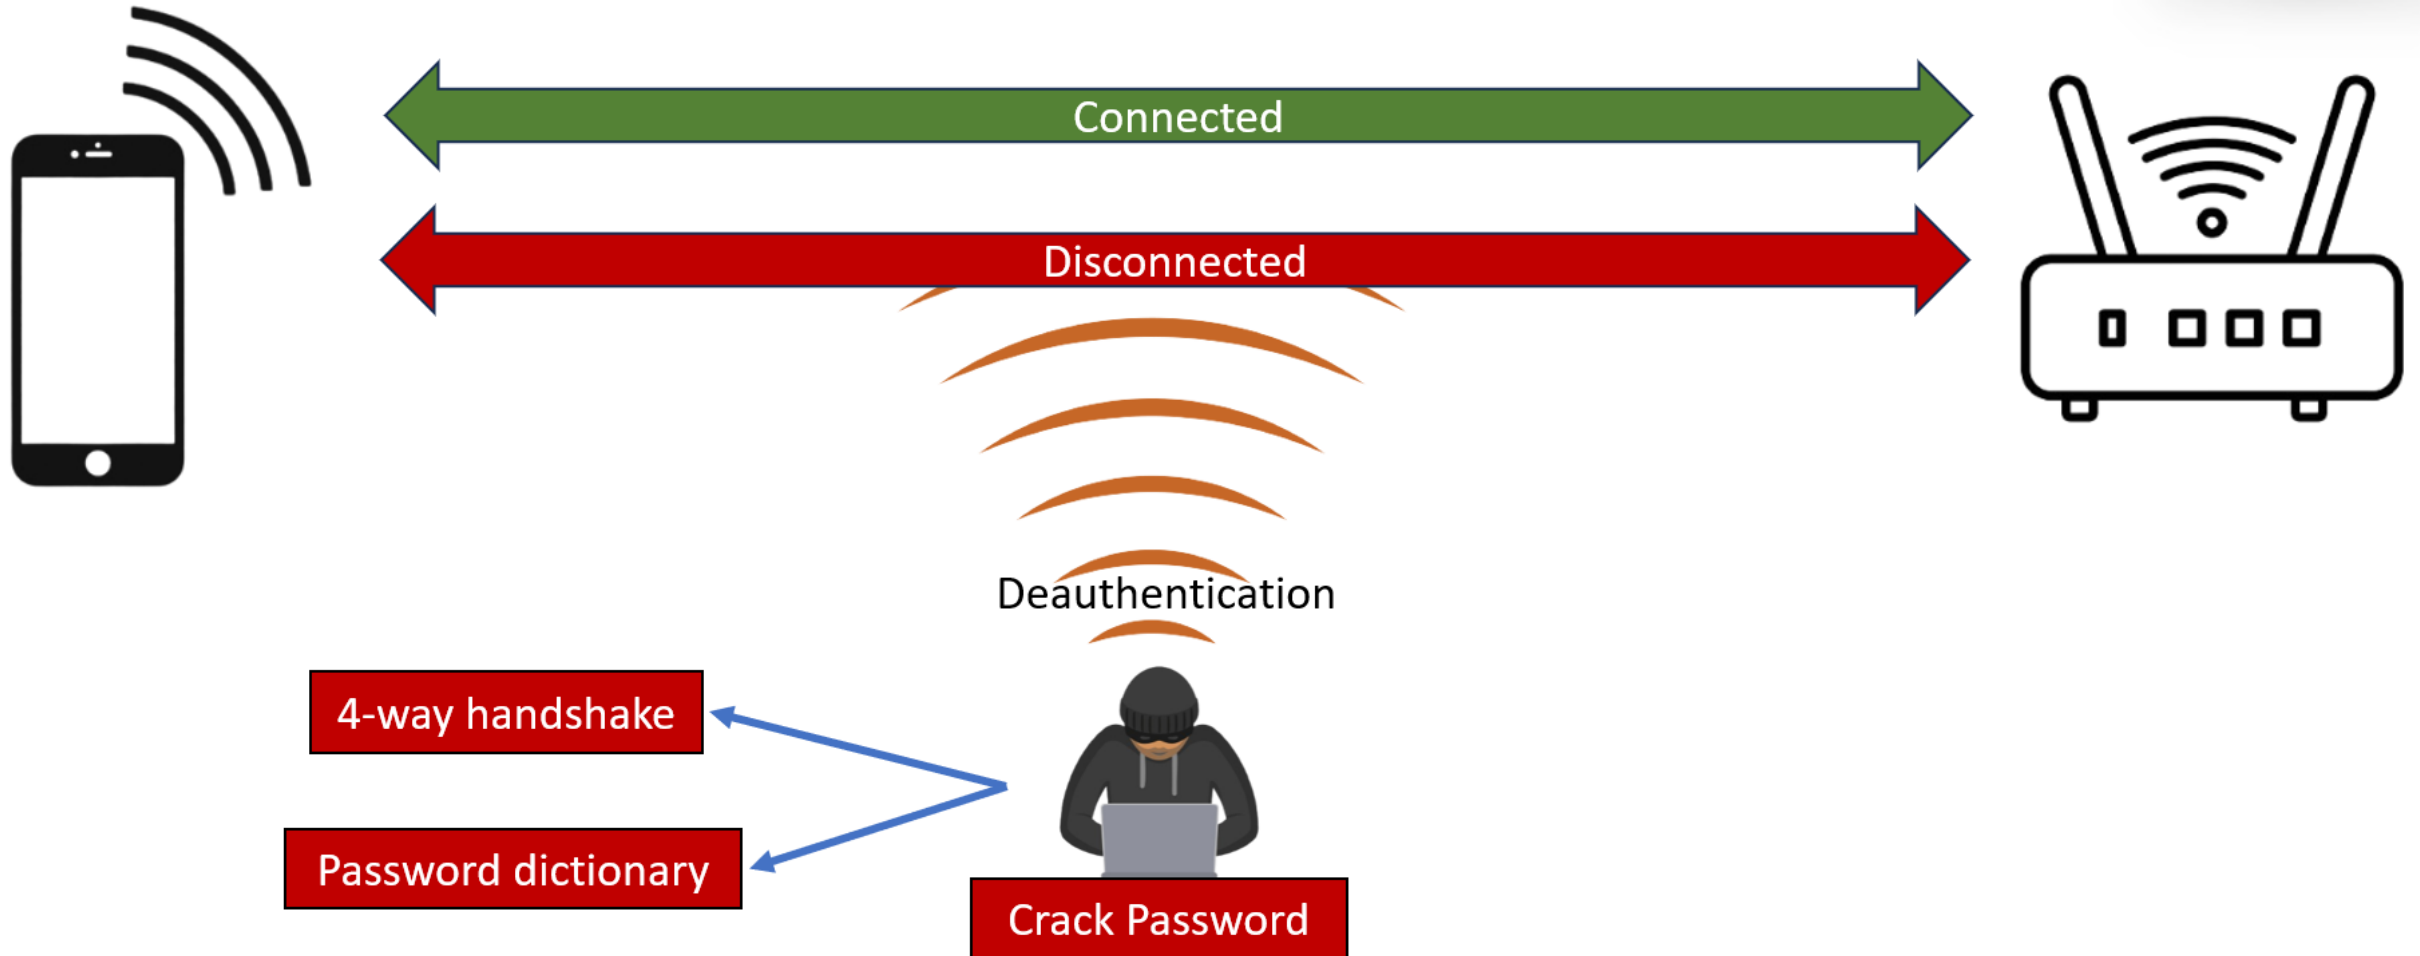 Connected
Disconnected
Deauthentication
4-way handshake
Password dictionary
Crack Password